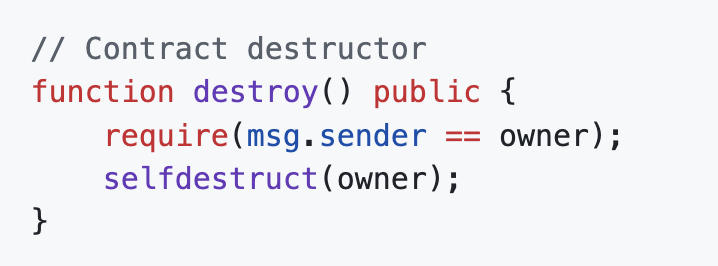 // Contract destructor
function destroy() public {
    require(msg.sender == owner);
    selfdestruct(owner);
}